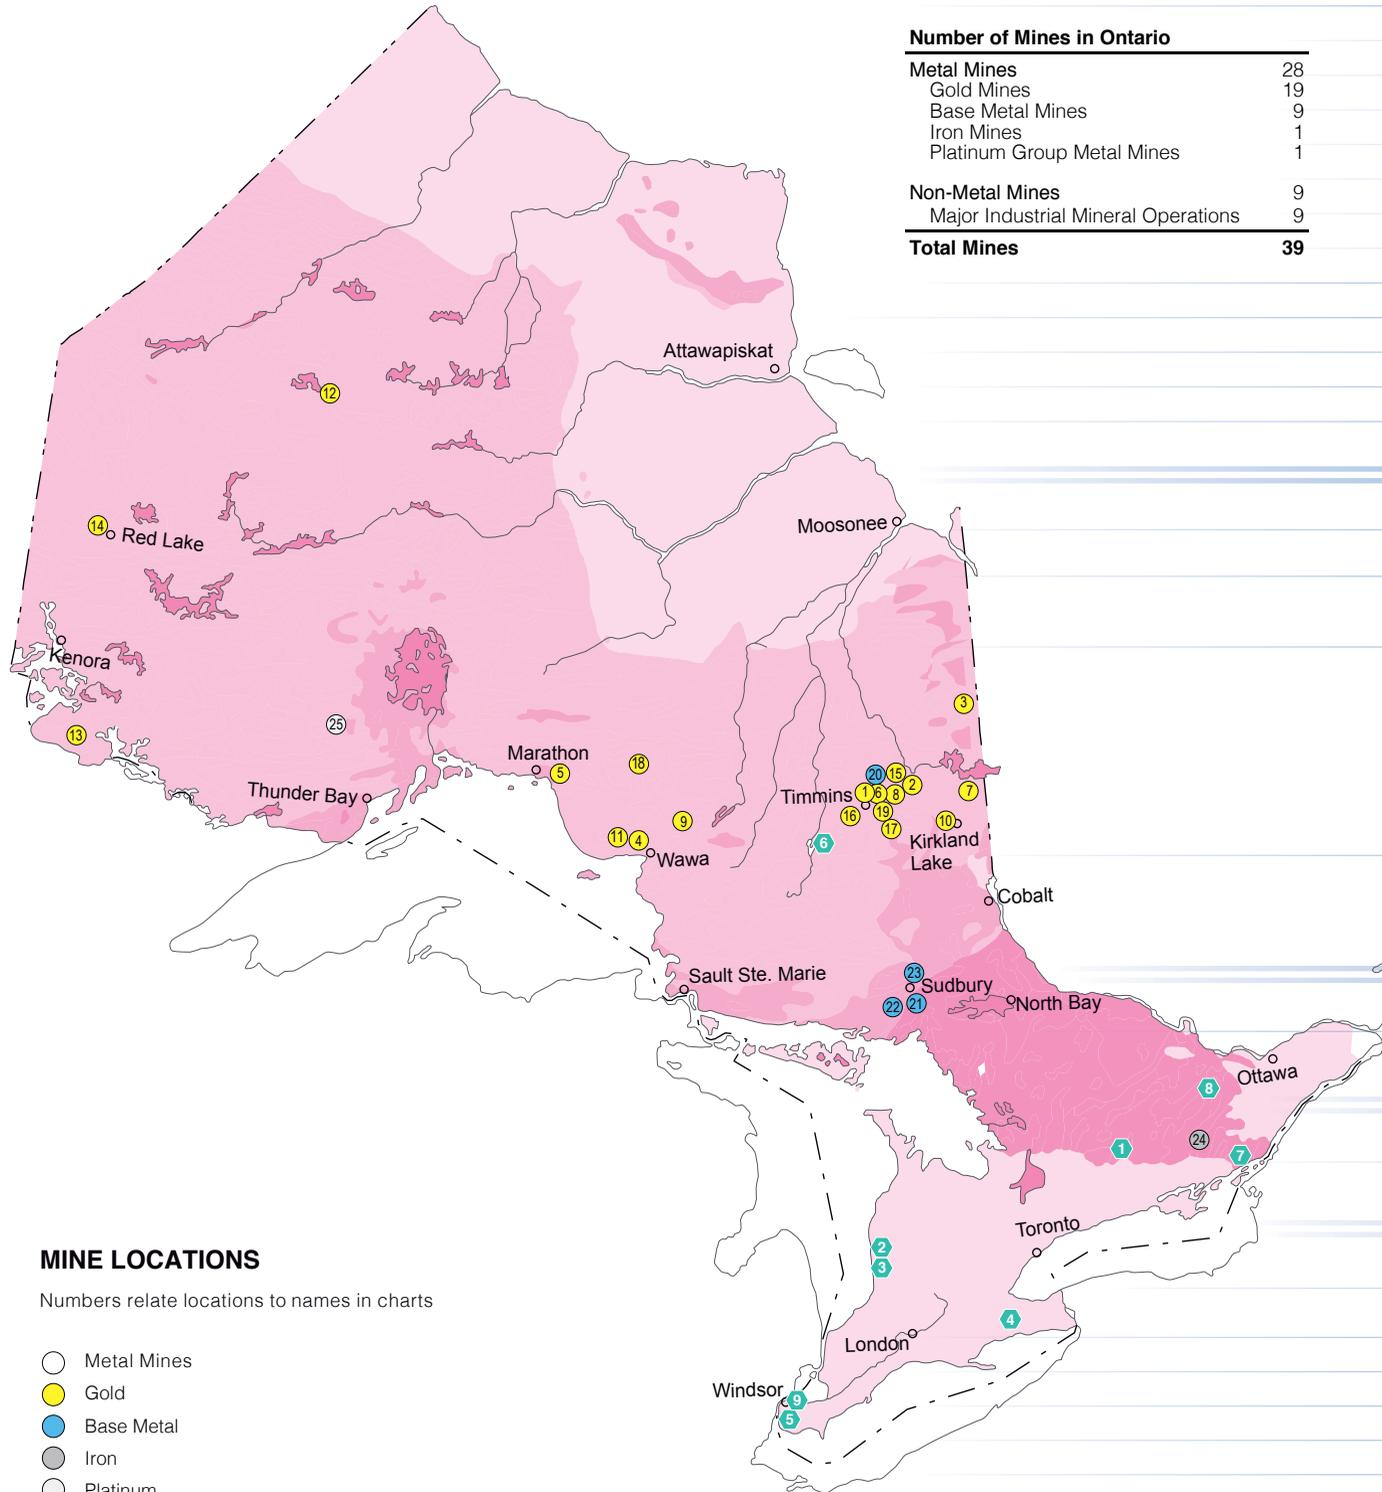 Number of Mines in Ontario
Metal Mines 28
Gold Mines 19
Base Metal Mines 9
Iron Mines 1
Platinum Group Metal Mines 1
Non-Metal Mines 9
Major Industrial Mineral Operations 9
Total Mines 39
Attawapiskat
12
14
Red Lake
Moosonee
Kenora
3
25
13
Marathon
5
18
20 15
Thunder Bay
Timmins 1 6 8 2
7
9
16 19
17
10
11 4
6
Kirkland
Lake
Wawa
Cobalt
23
Sault Ste. Marie
Sudbury
22 21
North Bay
Ottawa
8
24
1
7
Toronto
2
3
4
London
Windsor
9
5
MINE LOCATIONS
Numbers relate locations to names in charts
Metal Mines
Gold
Base Metal
Iron
Platinum